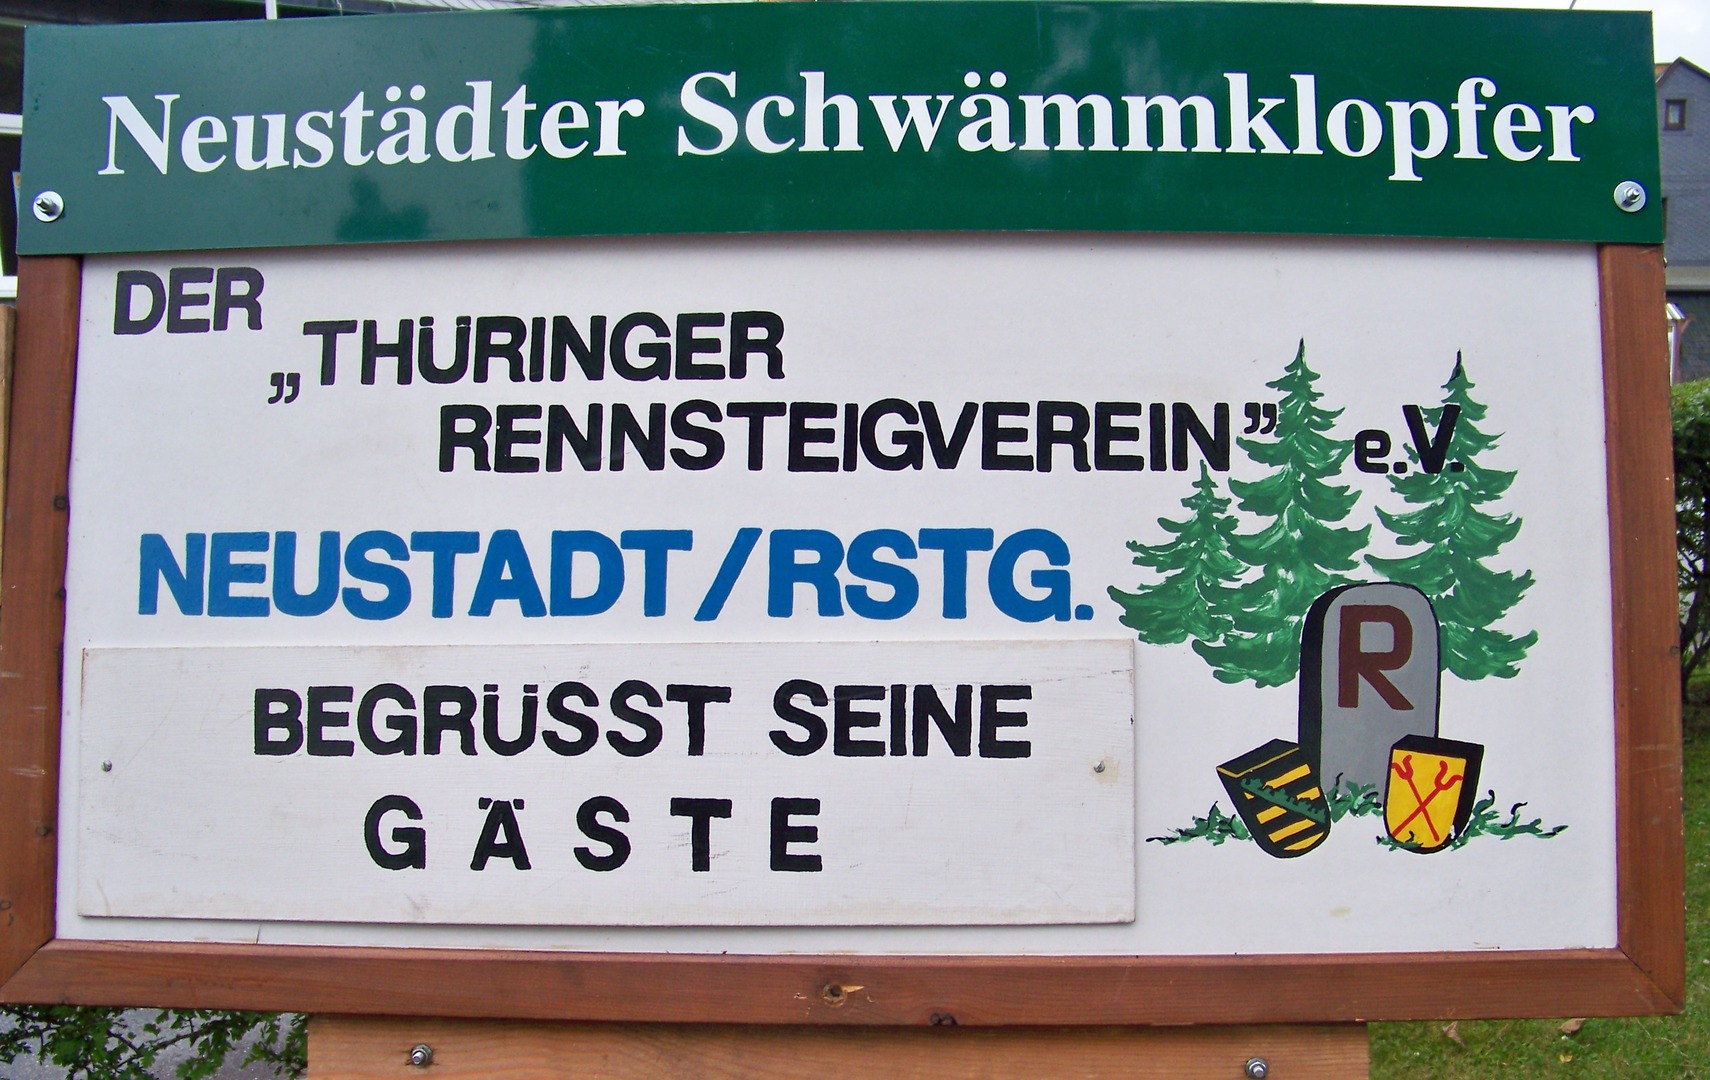 Neustädter Schwämmklopfer
DER
„THÜRINGER
RENNSTEIGVEREIN” e.V.
NEUSTADT/RSTG.
R
BEGRÜSST SEINE
GÄSTE